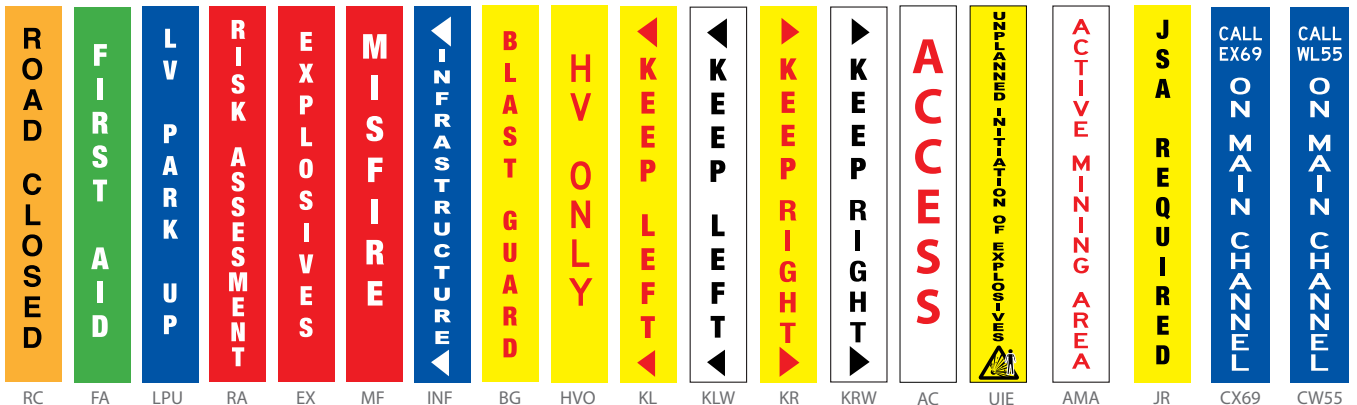 ROAD CLOSED
FIRST AID
LV PARK UP
RISK ASSESMENT
EXPLOSIVES
MISFIRE
INFRASTRUCTURE
BLAST GUARD
HV ONLY
KEEP LEFT
KEEP LEFT
KEEP RIGHT
KEEP RIGHT
ACCESS
UNPLANNED INITIATION OF EXPLOSIVES
ACTIVE MINING AREA
JSA REQUIRED
CALL
EX69
ON MAIN CHANNEL
CALL
WL55
ON MAIN CHANNEL
RC FA LPU RA EX MF INF BG HVO KL KLW KR KRW AC UIE AMA JR CX69 CW55